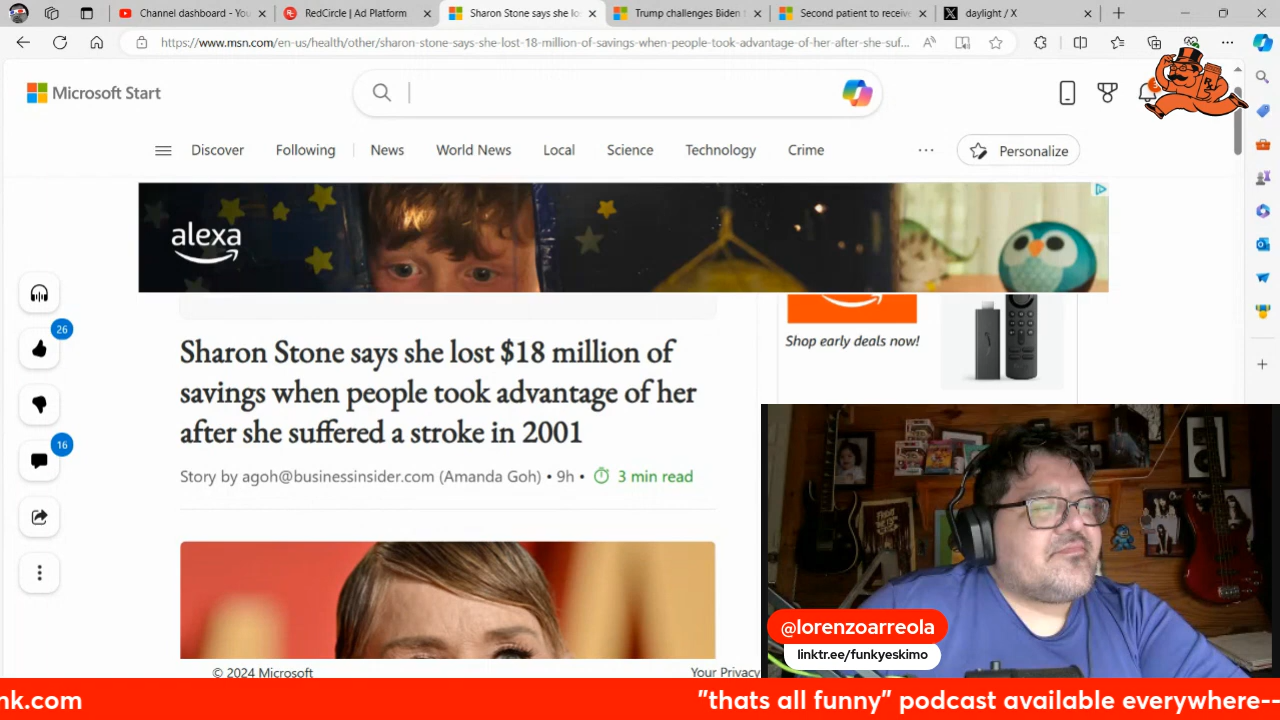 Channel dashboard - You
RedCircle | Ad Platform
Sharon Stone says she lo
Trump challenges Biden t
Second patient to receive
daylight / X
https://www.msn.com/en-us/health/other/sharon-stone-says-she-lost-18-million-of-savings-when-people-took-advantage-of-her-after-she-suf...
Microsoft Start
Discover
Following
News
World News
Local
Science
Technology
Crime
Personalize
alexa
Shop early deals now!
26
16
Sharon Stone says she lost $18 million of
savings when people took advantage of her
after she suffered a stroke in 2001
Story by agoh@businessinsider.com (Amanda Goh) • 9h • 3 min read
© 2024 Microsoft
Your Privacy
@lorenzoarreola
linktr.ee/funkyeskimo
nk.com
"thats all funny" podcast available everywhere--